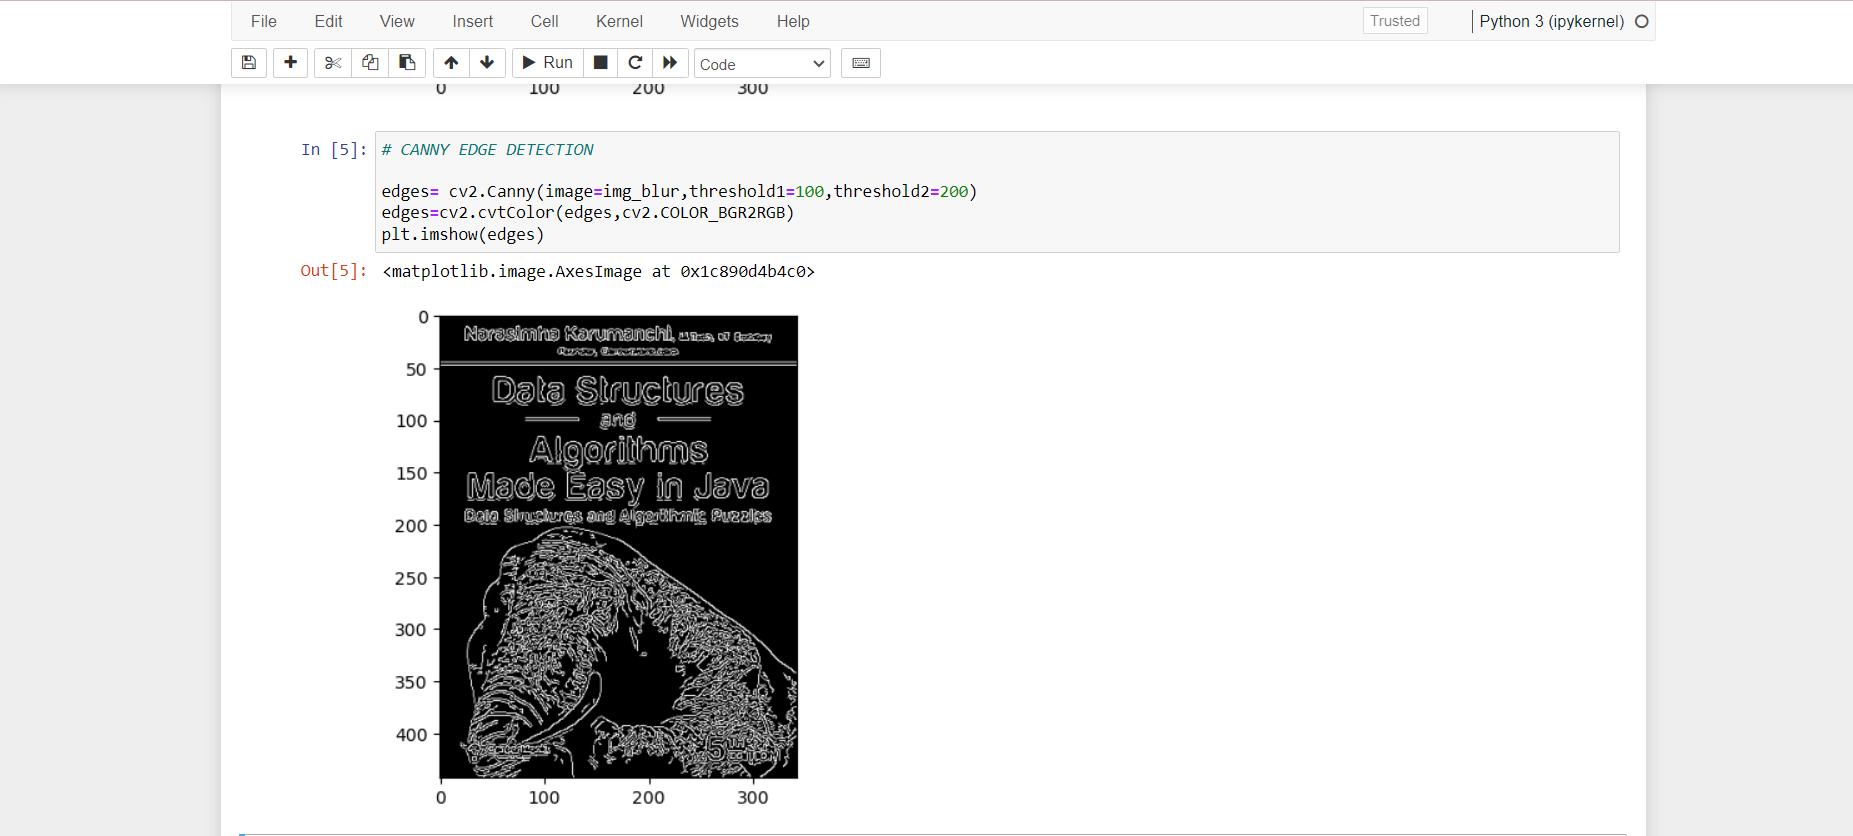 File Edit View Insert Cell Kernel Widgets Help Trusted Python 3 (ipykernel)
Run Code
0 100 200 300
In [5]: # CANNY EDGE DETECTION
edges= cv2.Canny(image=img_blur,threshold1=100,threshold2=200)
edges=cv2.cvtColor(edges,cv2.COLOR_BGR2RGB)
plt.imshow(edges)
Out[5]: <matplotlib.image.AxesImage at 0x1c890d4b4c0>
0
Narasimha Karumanchi,
50
Data Structures
100
and
Algorithms
150
Made Easy in Java
Data Structures and Algorithmic Puzzles
200
250
300
350
400
0 100 200 300